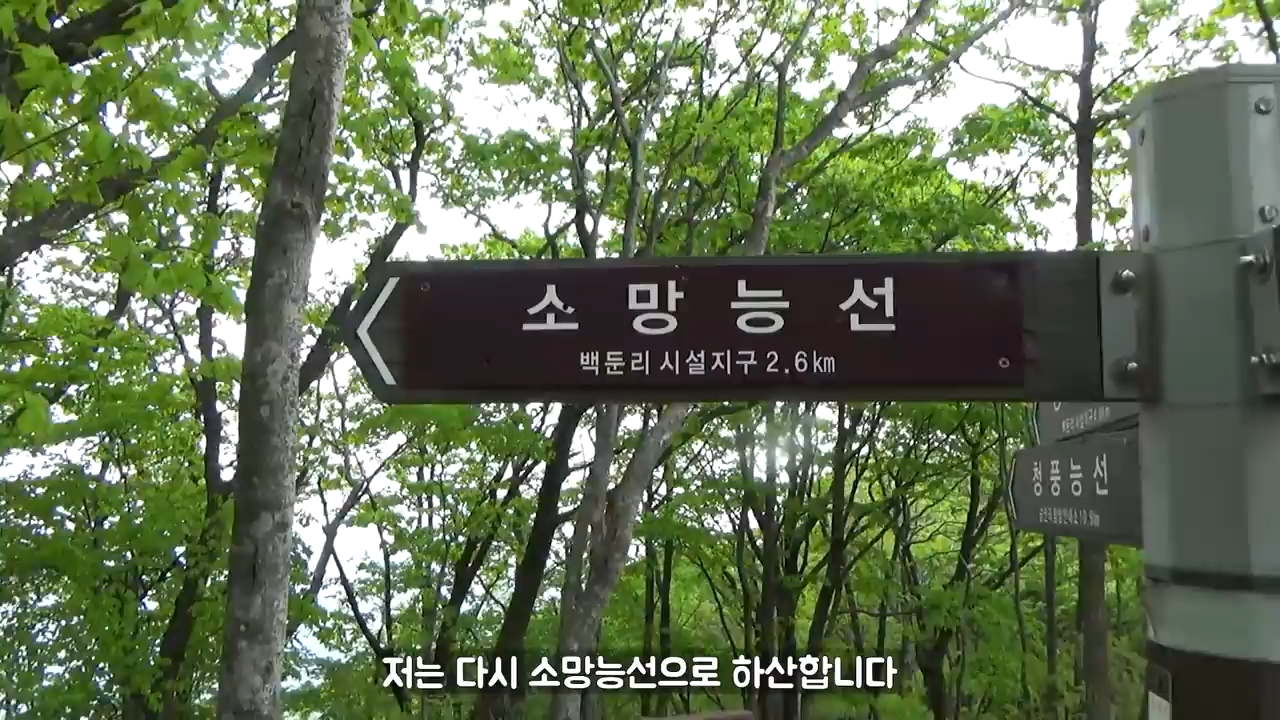 소망능선
백둔리 시설지구 2.6km
청풍능선
저는 다시 소망능선으로 하산합니다